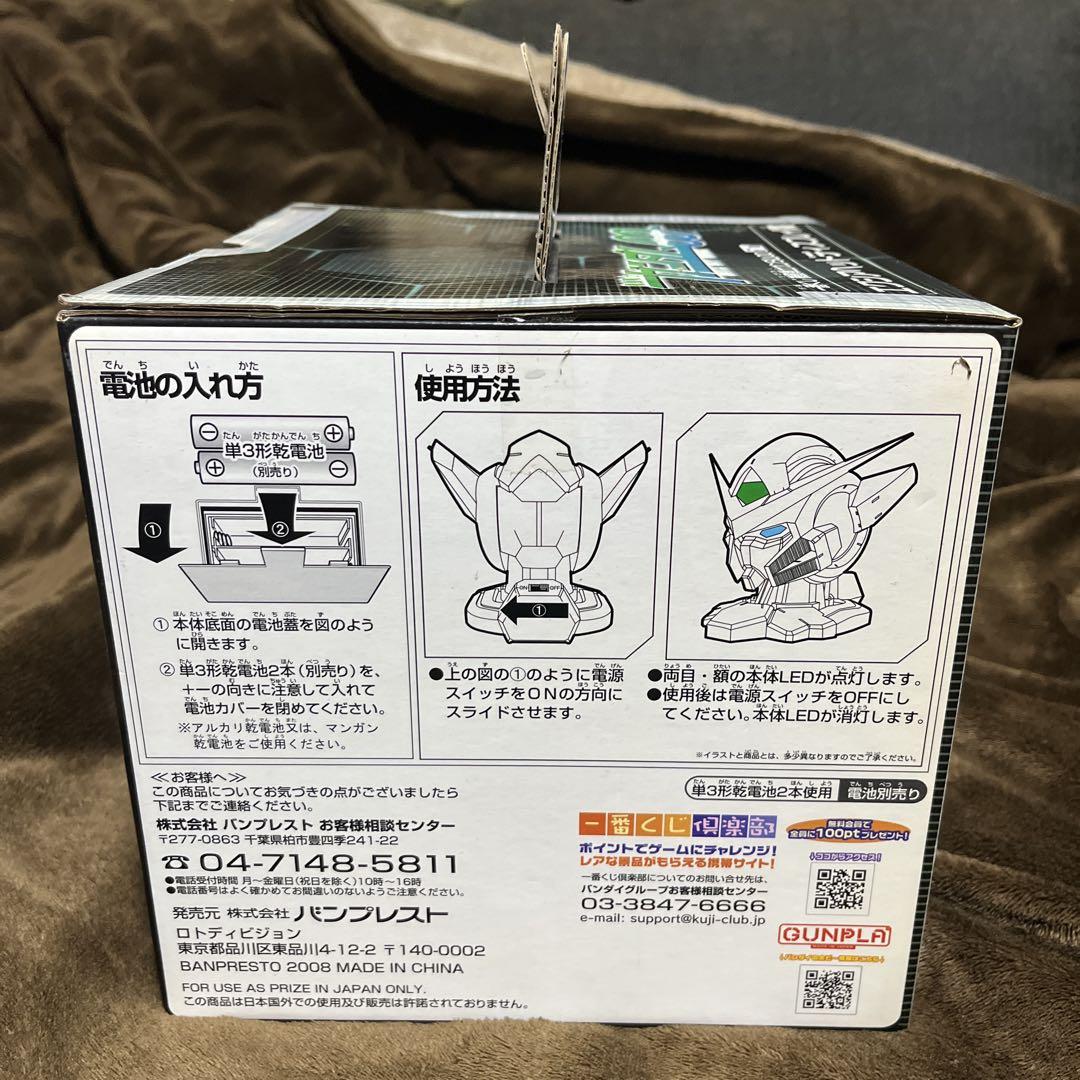 電池の入れ方
単3形乾電池
(別売り)
①
②
①本体底面の電池蓋を図のよう
に開きます。
②単3形乾電池2本(別売り)を、
+ーの向きに注意して入れて
電池カバーを閉めてください。
※アルカリ乾電池又は、マンガン
乾電池をご使用ください。
使用方法
ON OFF
①
●上の図の①のように電源
スイッチをONの方向に
スライドさせます。
●両目・額の本体LEDが点灯します。
●使用後は電源スイッチをOFFにし
てください。本体LEDが消灯します。
※イラストと商品とは、多少異なりますのでご了承ください。
単3形乾電池2本使用 電池別売り
≪お客様へ≫
この商品についてお気づきの点がございましたら
下記までご連絡ください。
株式会社 バンプレスト お客様相談センター
〒277-0863 千葉県柏市豊四季241-22
☎ 04-7148-5811
●電話受付時間 月〜金曜日(祝日を除く)10時〜16時
●電話番号はよく確かめてお間違いのないようご注意ください。
発売元 株式会社 バンプレスト
ロトディビジョン
東京都品川区東品川4-12-2 〒140-0002
BANPRESTO 2008 MADE IN CHINA
FOR USE AS PRIZE IN JAPAN ONLY.
この商品は日本国外での使用及び販売は許諾されておりません。
一番くじ倶楽部
ポイントでゲームにチャレンジ!
レアな景品がもらえる携帯サイト!
一番くじ倶楽部についてのお問い合せ先は、
バンダイグループお客様相談センター
03-3847-6666
e-mail: support@kuji-club.jp
無料会員で
全員に100ptプレゼント!
↓ココからアクセス!
GUNPLA
MADE IN JAPAN